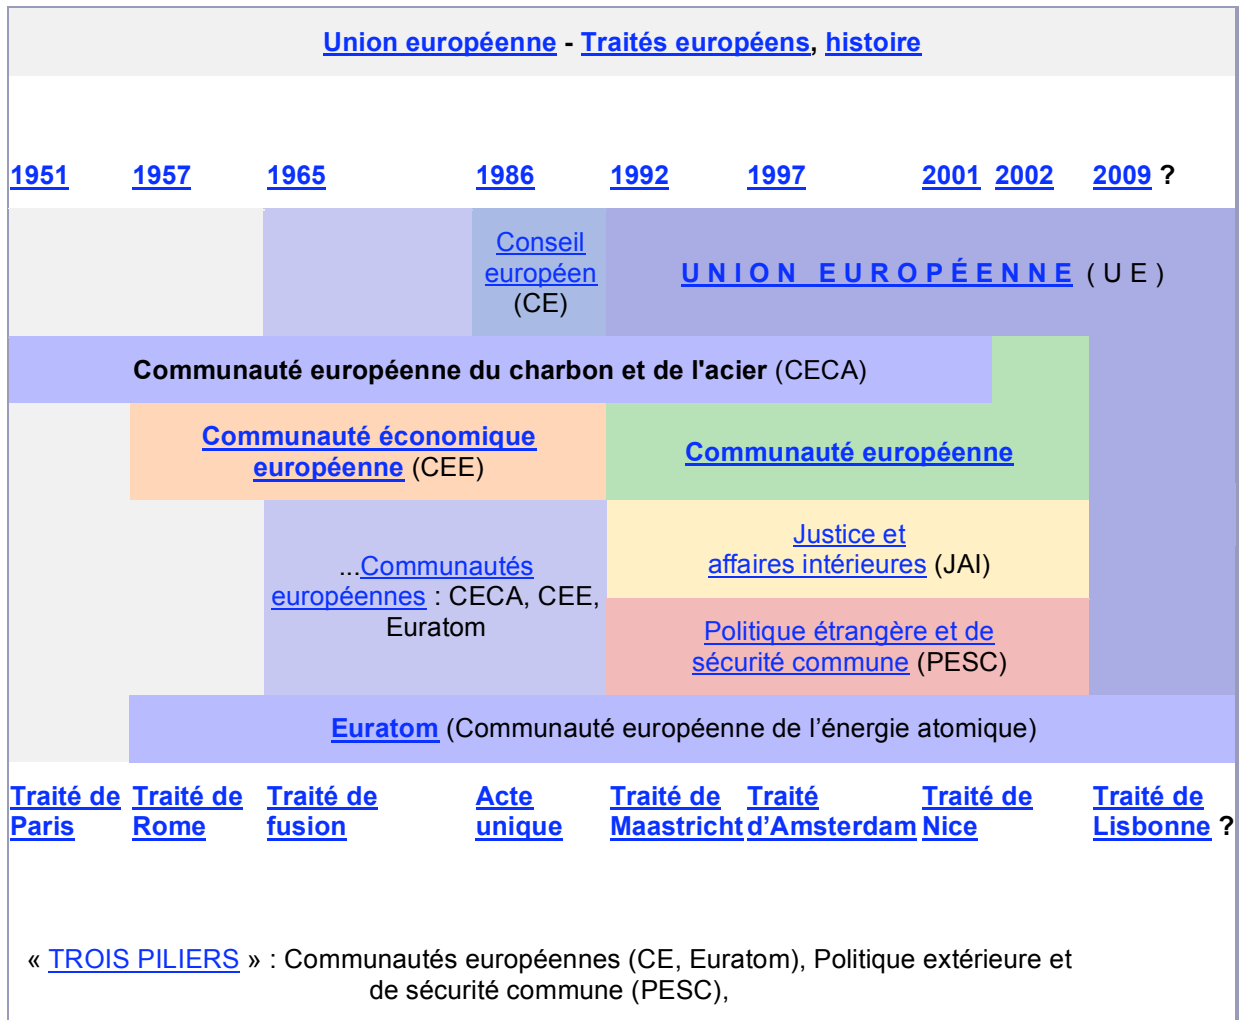 Union européenne - Traités européens, histoire
1951 1957 1965 1986 1992 1997 2001 2002 2009 ?
Conseil
européen
(CE)
UNION EUROPÉENNE (UE)
Communauté européenne du charbon et de l'acier (CECA)
Communauté économique
européenne (CEE)
Communauté européenne
...Communautés
européennes : CECA, CEE,
Euratom
Justice et
affaires intérieures (JAI)
Politique étrangère et de
sécurité commune (PESC)
Euratom (Communauté européenne de l’énergie atomique)
Traité de
Paris
Traité de
Rome
Traité de
fusion
Acte
unique
Traité de
Maastricht
Traité
d’Amsterdam
Traité de
Nice
Traité de
Lisbonne ?
« TROIS PILIERS » : Communautés européennes (CE, Euratom), Politique extérieure et
de sécurité commune (PESC),